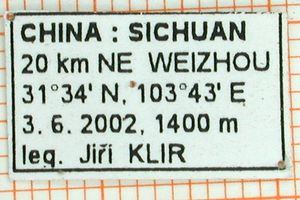 CHINA : SICHUAN
20 km NE WEIZHOU
31°34' N, 103°43' E
3. 6. 2002, 1400 m
leg. Jiří KLIR